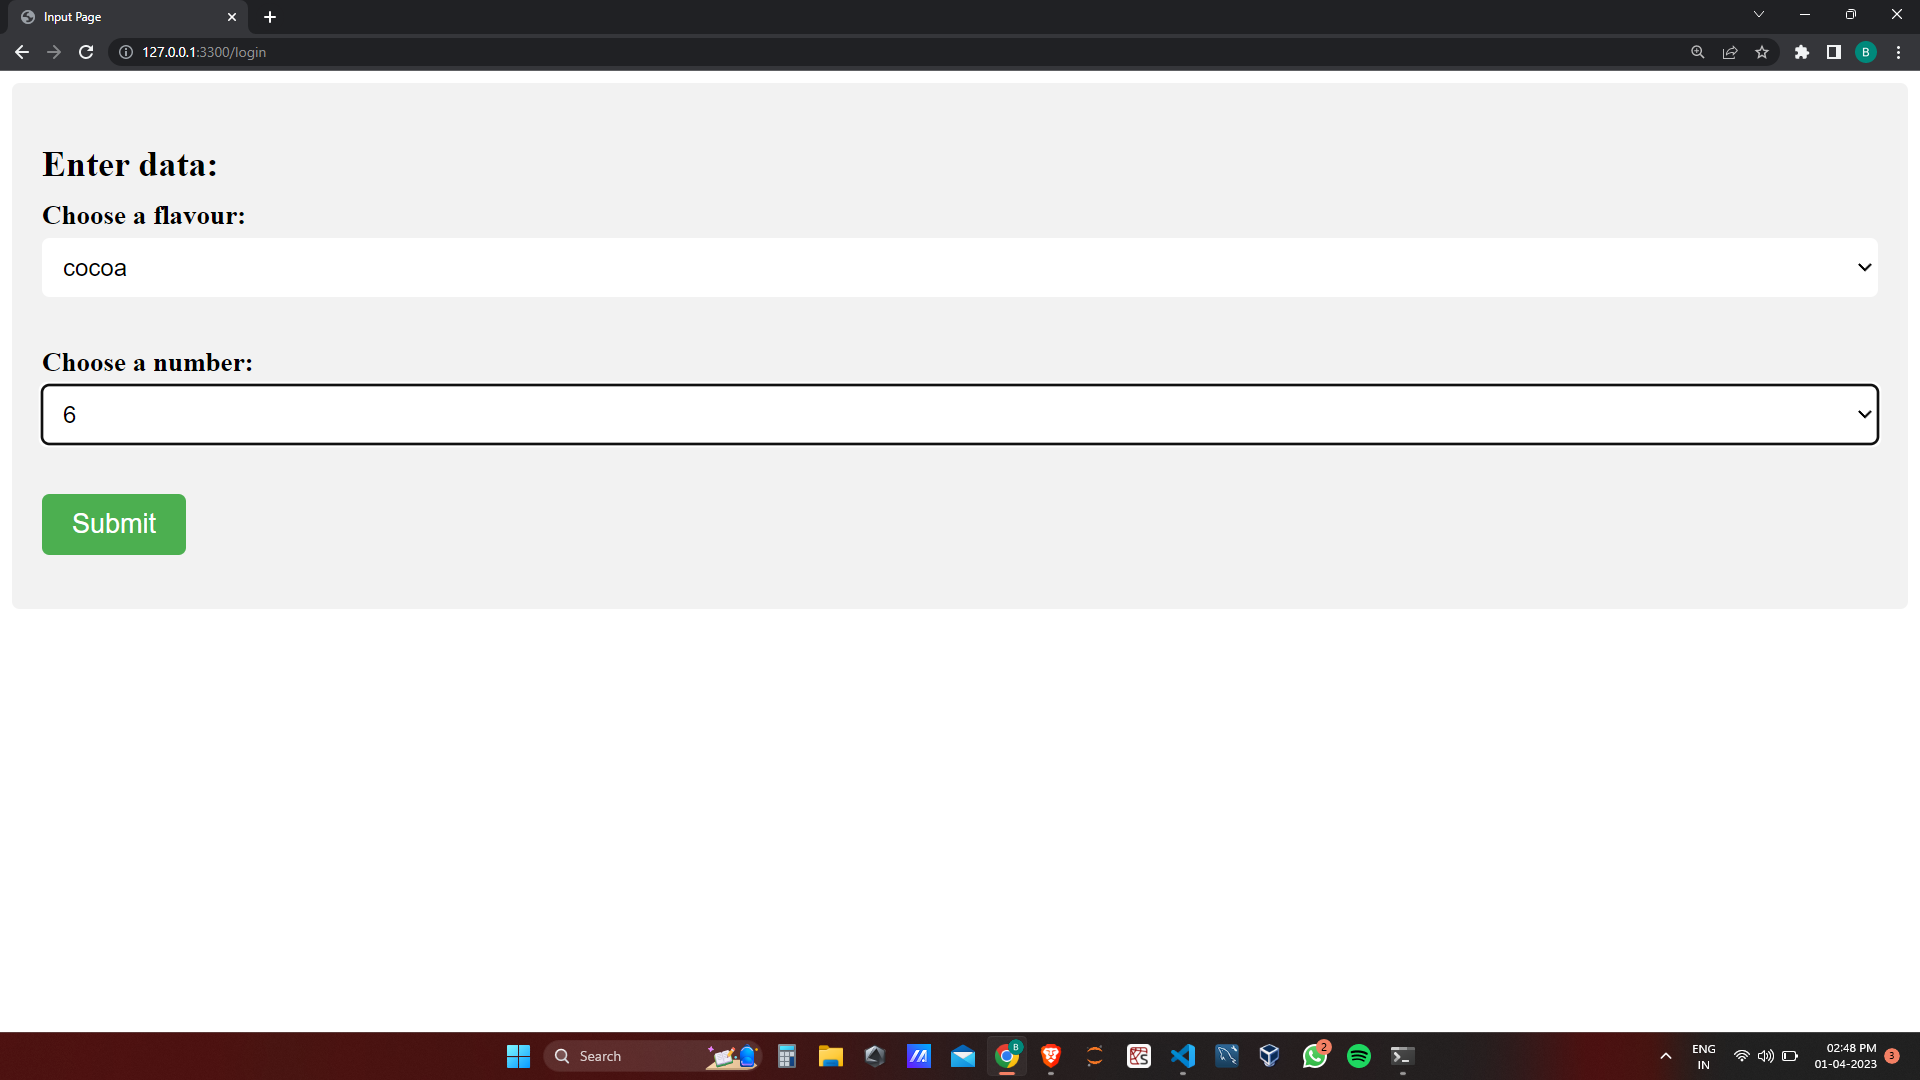 Input Page
127.0.0.1:3300/login
B
Enter data:
Choose a flavour:
cocoa
Choose a number:
6
Submit
Search
B
2
ENG
IN
02:48 PM
01-04-2023
3